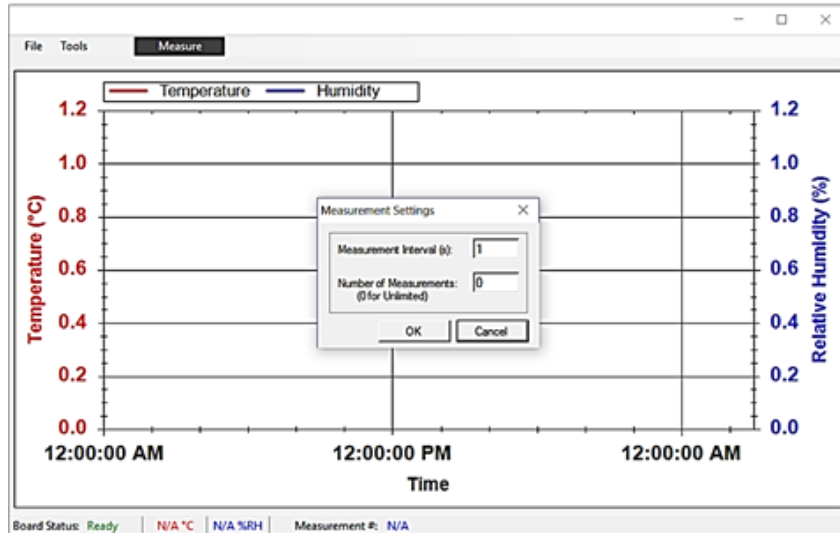 File Tools Measure
Temperature Humidity
1.2 1.2
1.0 1.0
0.8 0.8
0.6 0.6
0.4 0.4
0.2 0.2
0.0 0.0
Temperature (°C)
Relative Humidity (%)
Measurement Settings
Measurement Interval (s): 1
Number of Measurements: 0
(0 for Unlimited)
OK Cancel
12:00:00 AM 12:00:00 PM 12:00:00 AM
Time
Board Status: Ready N/A °C N/A %RH Measurement #: N/A